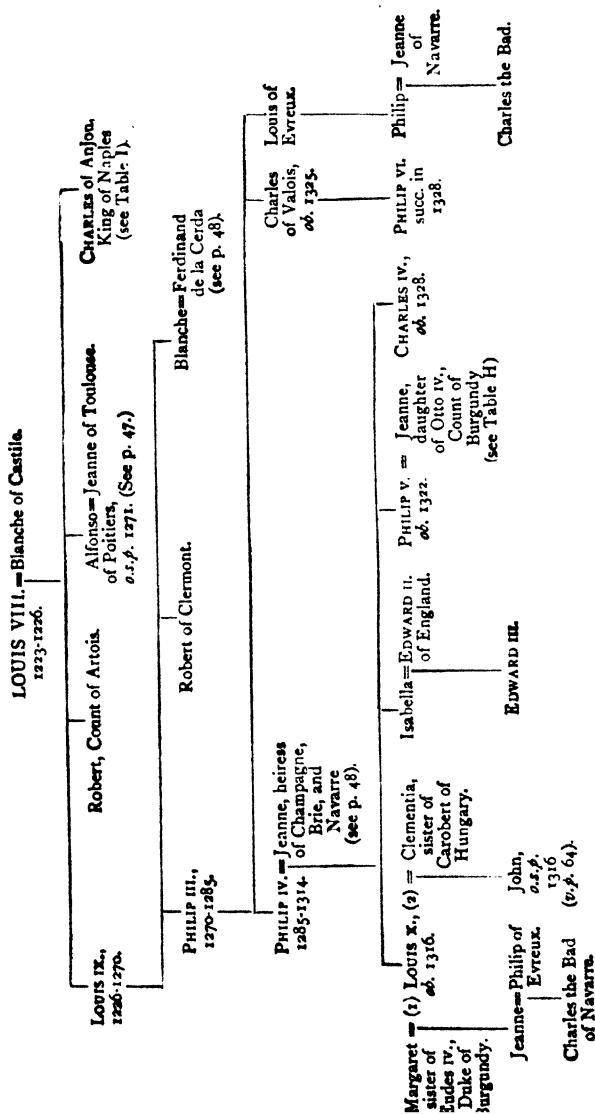 LOUIS VIII.=Blanche of Castile.
1223-1226.
LOUIS IX.,
1226-1270.
Robert, Count of Artois.
Alfonso=Jeanne of Toulouse.
of Poitiers,
o.s.p. 1271. (See p. 47.)
CHARLES of Anjou,
King of Naples
(see Table I).
PHILIP III.,
1270-1285.
Robert of Clermont.
Blanche=Ferdinand
de la Cerda
(see p. 48).
PHILIP IV.=Jeanne, heiress
1285-1314. of Champagne,
Brie, and
Navarre
(see p. 48).
Charles
of Valois,
ob. 1325.
Louis of
Evreux.
Margaret = (1) LOUIS X., (2) = Clementia,
sister of ob. 1316. sister of
Eudes IV., Carobert of
Duke of Hungary.
Burgundy.
Isabella=EDWARD II.
of England.
PHILIP V. = Jeanne,
ob. 1322. daughter
of Otto IV.,
Count of
Burgundy
(see Table H)
CHARLES IV.,
ob. 1328.
PHILIP VI.
succ. in
1328.
Philip=Jeanne
of
Navarre.
Jeanne=Philip of
Evreux.
John,
o.s.p.
1316
(v.p. 64).
EDWARD III.
Charles the Bad.
Charles the Bad
of Navarre.